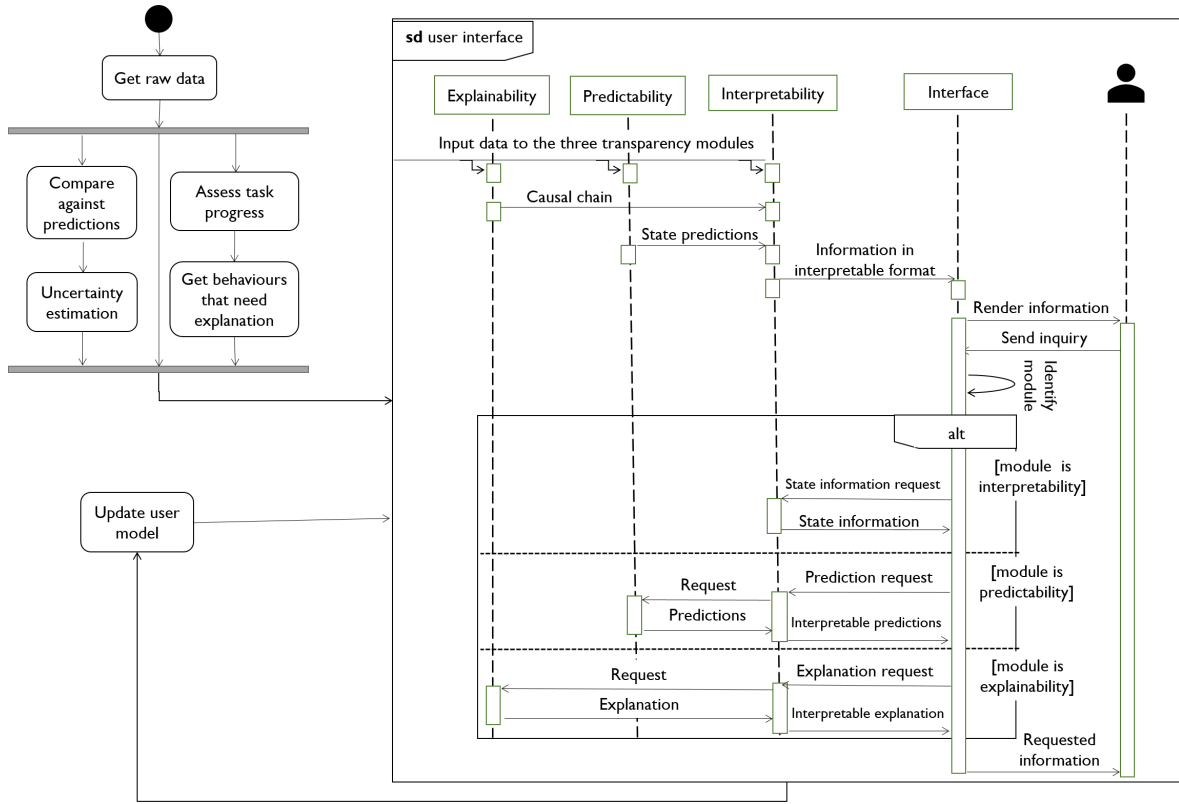 Get raw data
Compare
against
predictions
Uncertainty
estimation
Assess task
progress
Get behaviours
that need
explanation
Update user
model
sd user interface
Explainability
Predictability
Interpretability
Interface
Input data to the three transparency modules
Causal chain
State predictions
Information in
interpretable format
Render information
Send inquiry
Identify
module
alt
[module is
interpretability]
State information request
State information
[module is
predictability]
Prediction request
Request
Predictions
Interpretable predictions
[module is
explainability]
Explanation request
Request
Explanation
Interpretable explanation
Requested
information